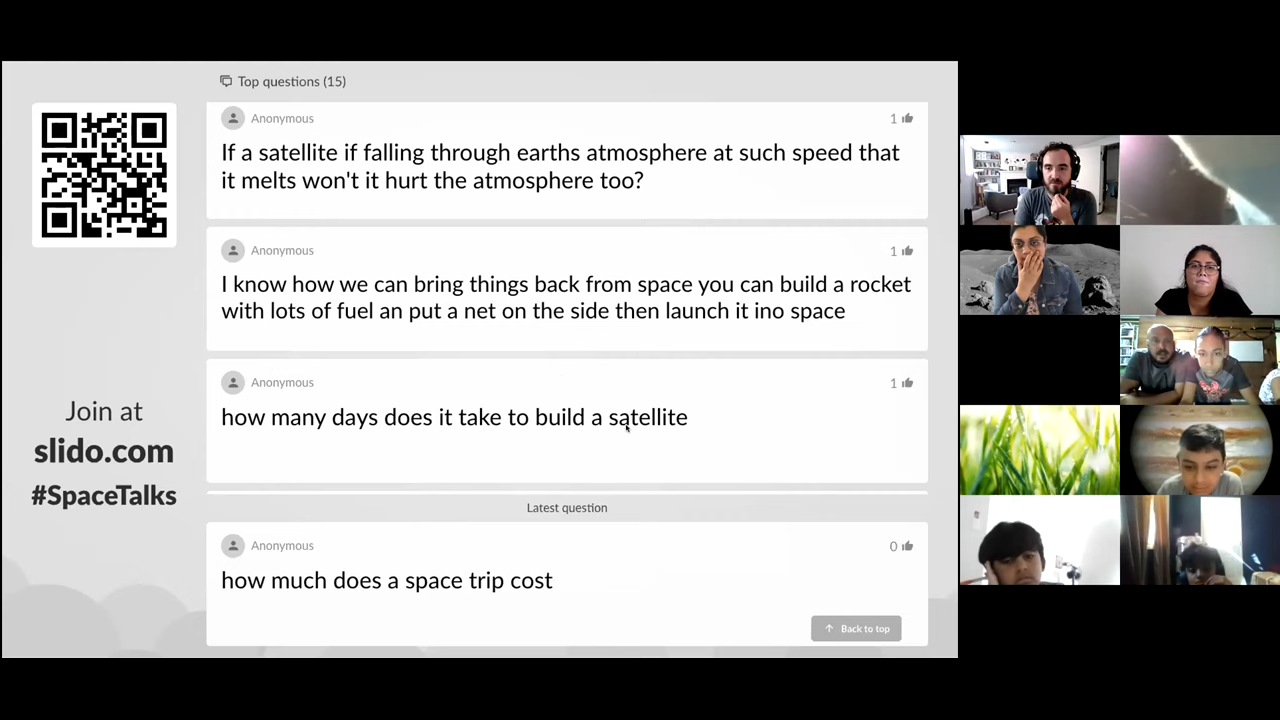 Top questions (15)
Anonymous
1
If a satellite if falling through earths atmosphere at such speed that
it melts won't it hurt the atmosphere too?
Anonymous
1
I know how we can bring things back from space you can build a rocket
with lots of fuel an put a net on the side then launch it ino space
Anonymous
1
how many days does it take to build a satellite
Join at
slido.com
#SpaceTalks
Latest question
Anonymous
0
how much does a space trip cost
Back to top